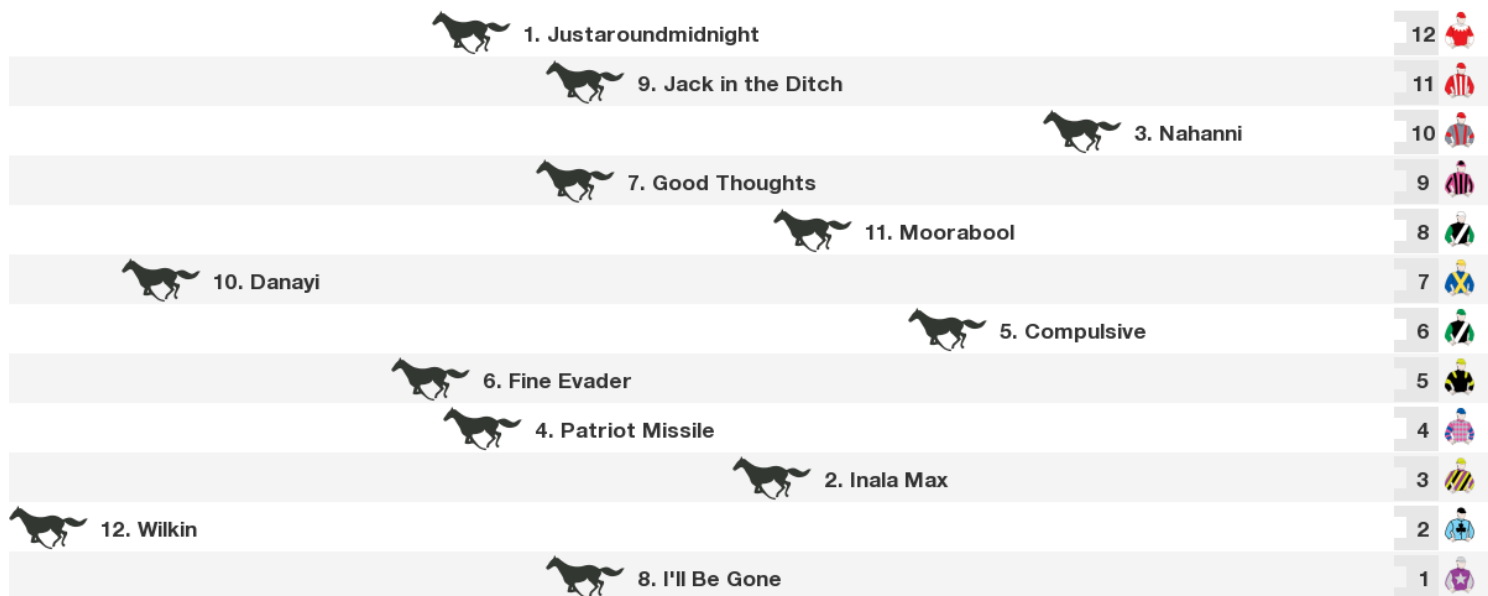 1. Justaroundmidnight 12
9. Jack in the Ditch 11
3. Nahanni 10
7. Good Thoughts 9
11. Moorabool 8
10. Danayi 7
5. Compulsive 6
6. Fine Evader 5
4. Patriot Missile 4
2. Inala Max 3
12. Wilkin 2
8. I'll Be Gone 1